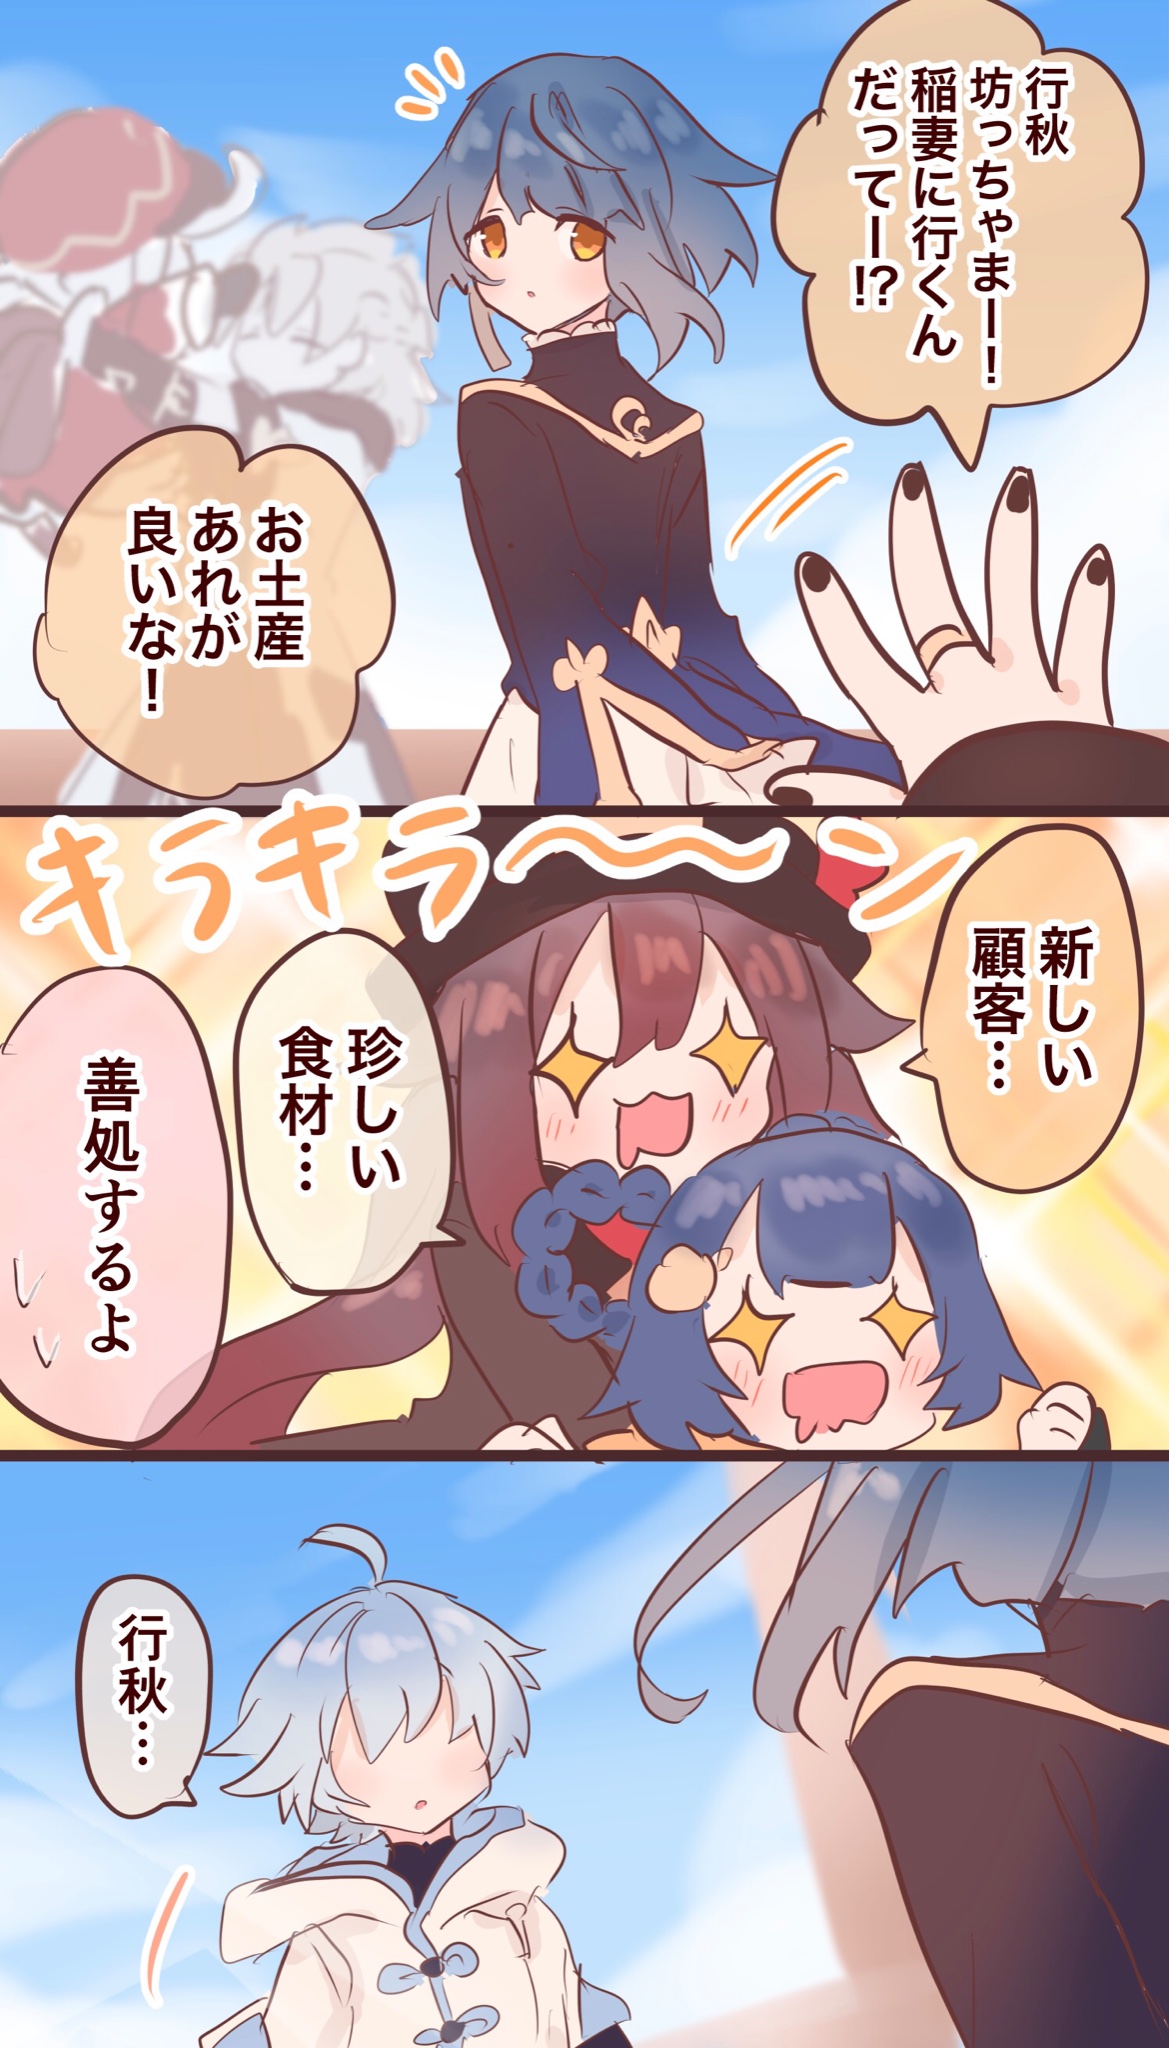 行秋
坊っちゃまー！
稲妻に行くん
だってー!?
お土産
あれが
良いな！
キラキラ〜〜ン
新しい
顧客…
珍しい
食材…
善処するよ
行秋…